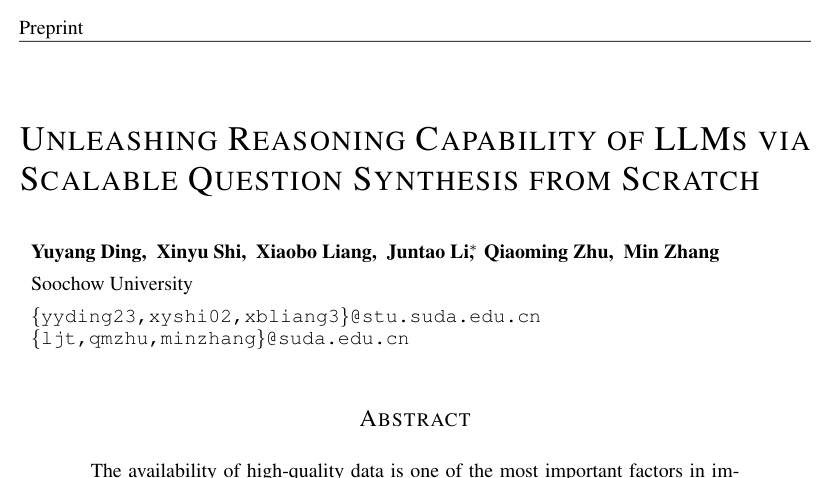 Preprint
UNLEASHING REASONING CAPABILITY OF LLMS VIA
SCALABLE QUESTION SYNTHESIS FROM SCRATCH
Yuyang Ding, Xinyu Shi, Xiaobo Liang, Juntao Li,* Qiaoming Zhu, Min Zhang
Soochow University
{yyding23,xyshi02,xbliang3}@stu.suda.edu.cn
{ljt,qmzhu,minzhang}@suda.edu.cn
ABSTRACT
The availability of high-quality data is one of the most important factors in im-